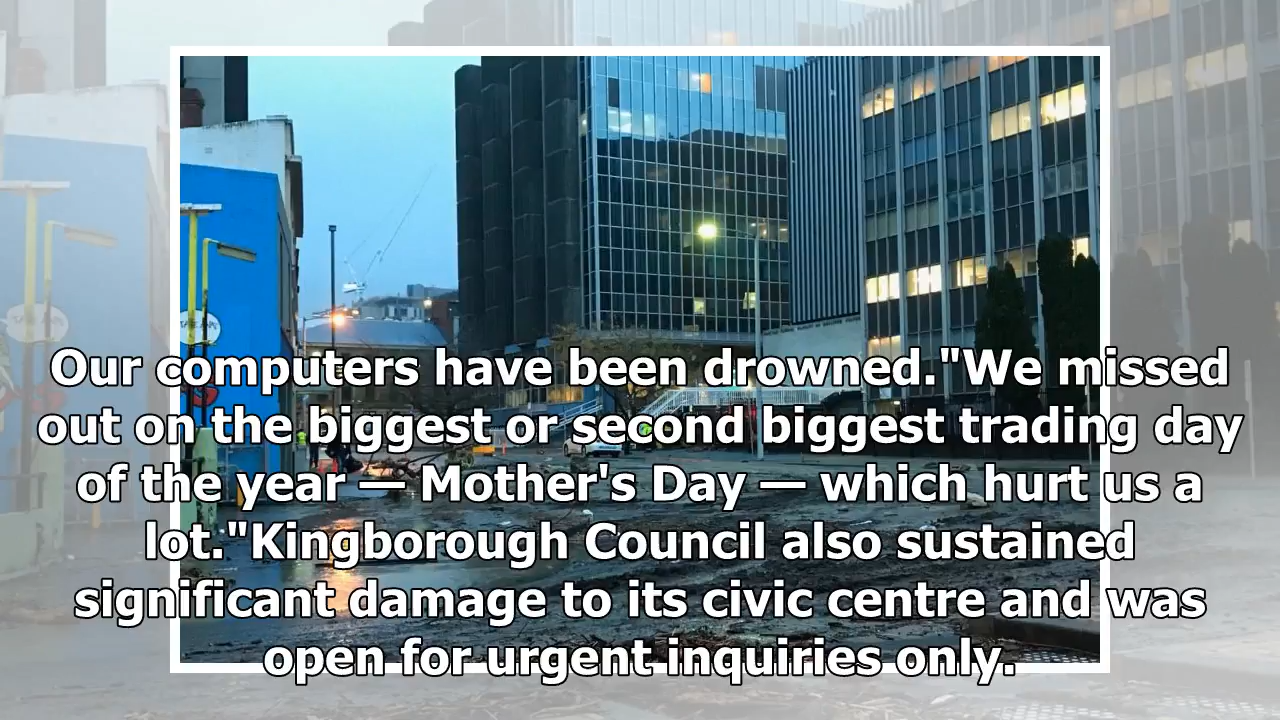 Our computers have been drowned."We missed
out on the biggest or second biggest trading day
of the year — Mother's Day — which hurt us a
lot."Kingborough Council also sustained
significant damage to its civic centre and was
open for urgent inquiries only.